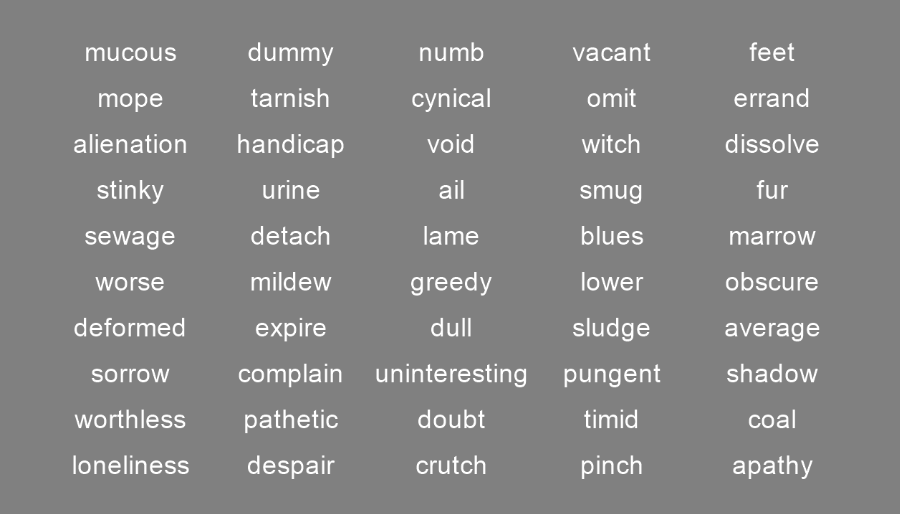 mucous dummy numb vacant feet
mope tarnish cynical omit errand
alienation handicap void witch dissolve
stinky urine ail smug fur
sewage detach lame blues marrow
worse mildew greedy lower obscure
deformed expire dull sludge average
sorrow complain uninteresting pungent shadow
worthless pathetic doubt timid coal
loneliness despair crutch pinch apathy